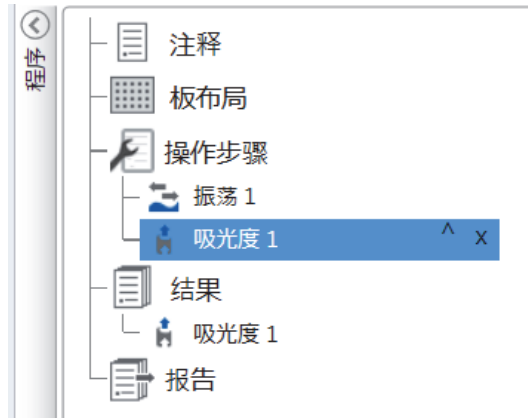 程序
注释
板布局
操作步骤
振荡 1
吸光度 1 ^ x
结果
吸光度 1
报告